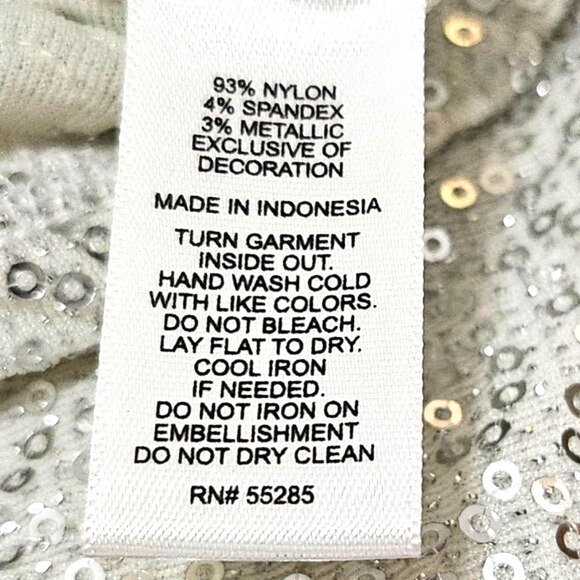 93% NYLON
4% SPANDEX
3% METALLIC
EXCLUSIVE OF
DECORATION
MADE IN INDONESIA
TURN GARMENT
INSIDE OUT.
HAND WASH COLD
WITH LIKE COLORS.
DO NOT BLEACH.
LAY FLAT TO DRY.
COOL IRON
IF NEEDED.
DO NOT IRON ON
EMBELLISHMENT
DO NOT DRY CLEAN
RN# 55285